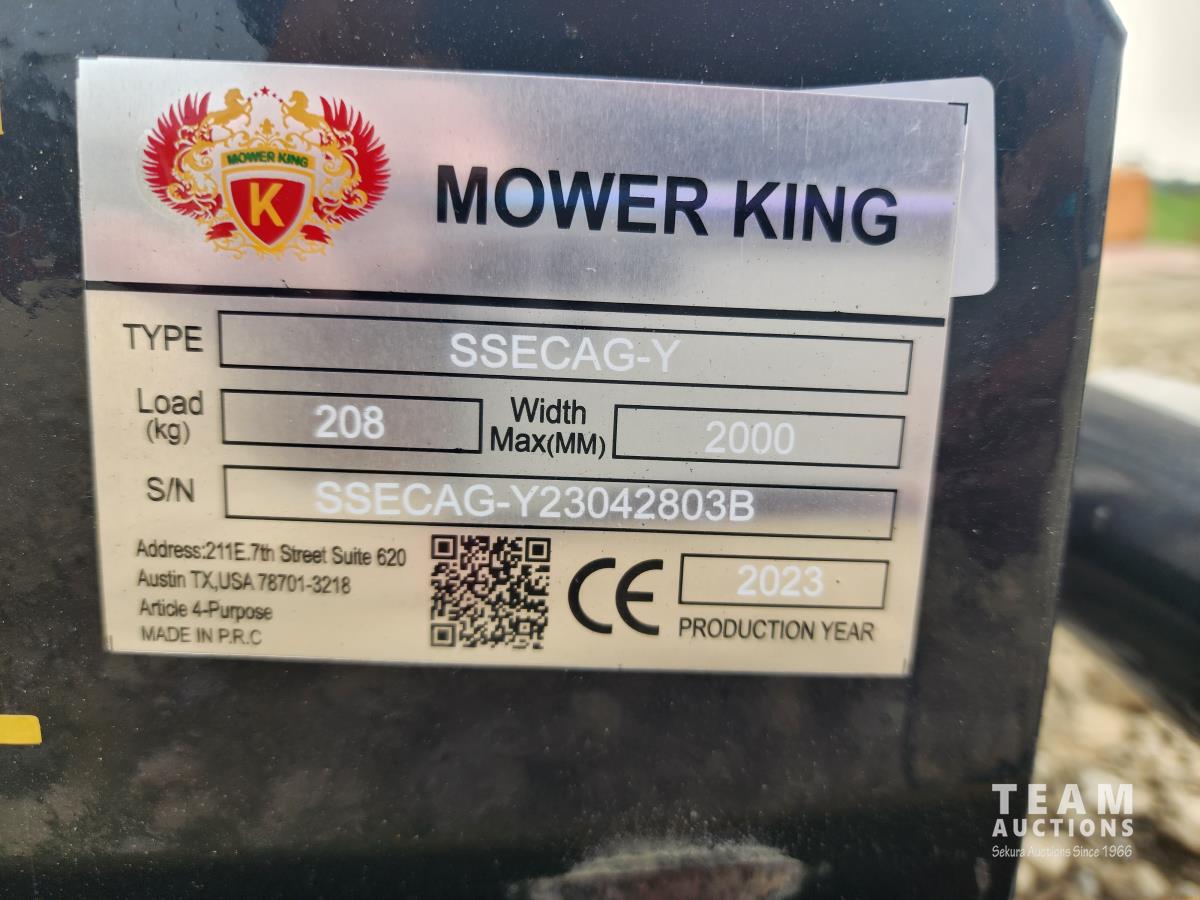 MOWER KING
K
MOWER KING
TYPE SSECAG-Y
Load (kg) 208 Width Max(MM) 2000
S/N SSECAG-Y23042803B
Address:211E.7th Street Suite 620
Austin TX,USA 78701-3218
Article 4-Purpose
MADE IN P.R.C
CE
2023
PRODUCTION YEAR
TEAM
AUCTIONS
Sekura Auctions Since 1966